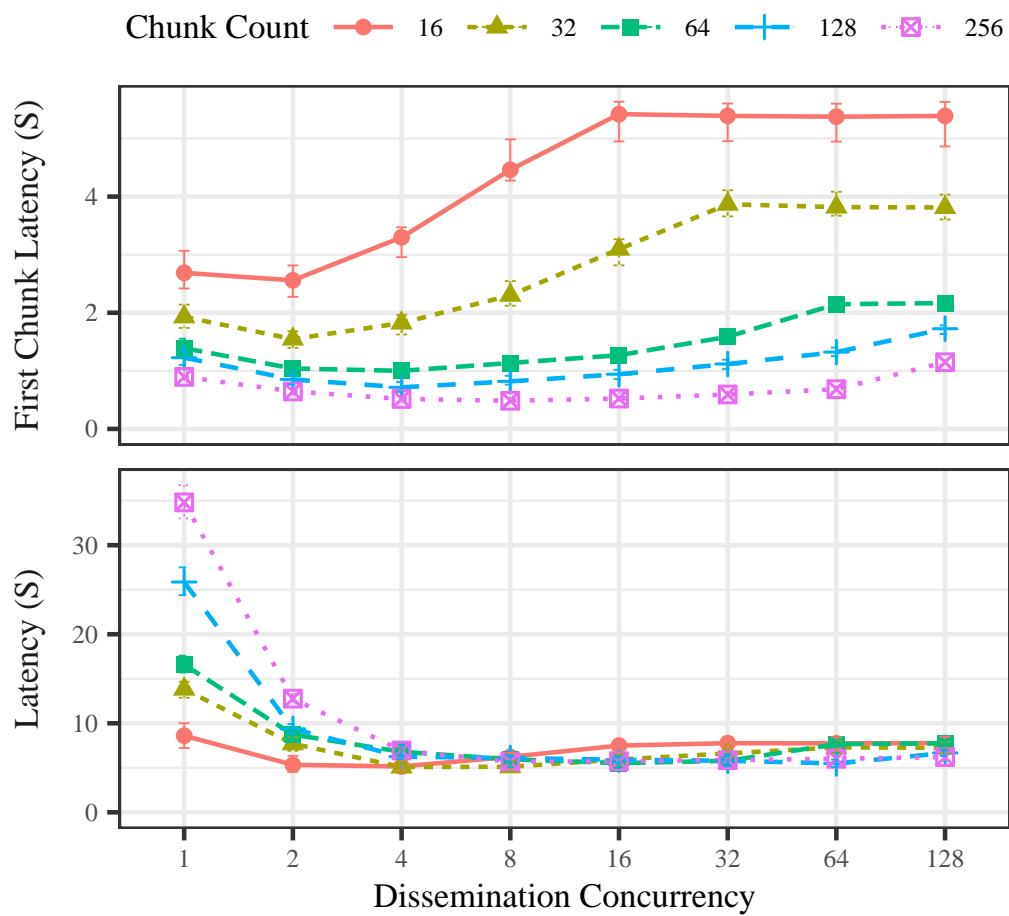 Chunk Count 16 32 64 128 256
First Chunk Latency (S)
4
2
0
Latency (S)
30
20
10
0
1 2 4 8 16 32 64 128
Dissemination Concurrency